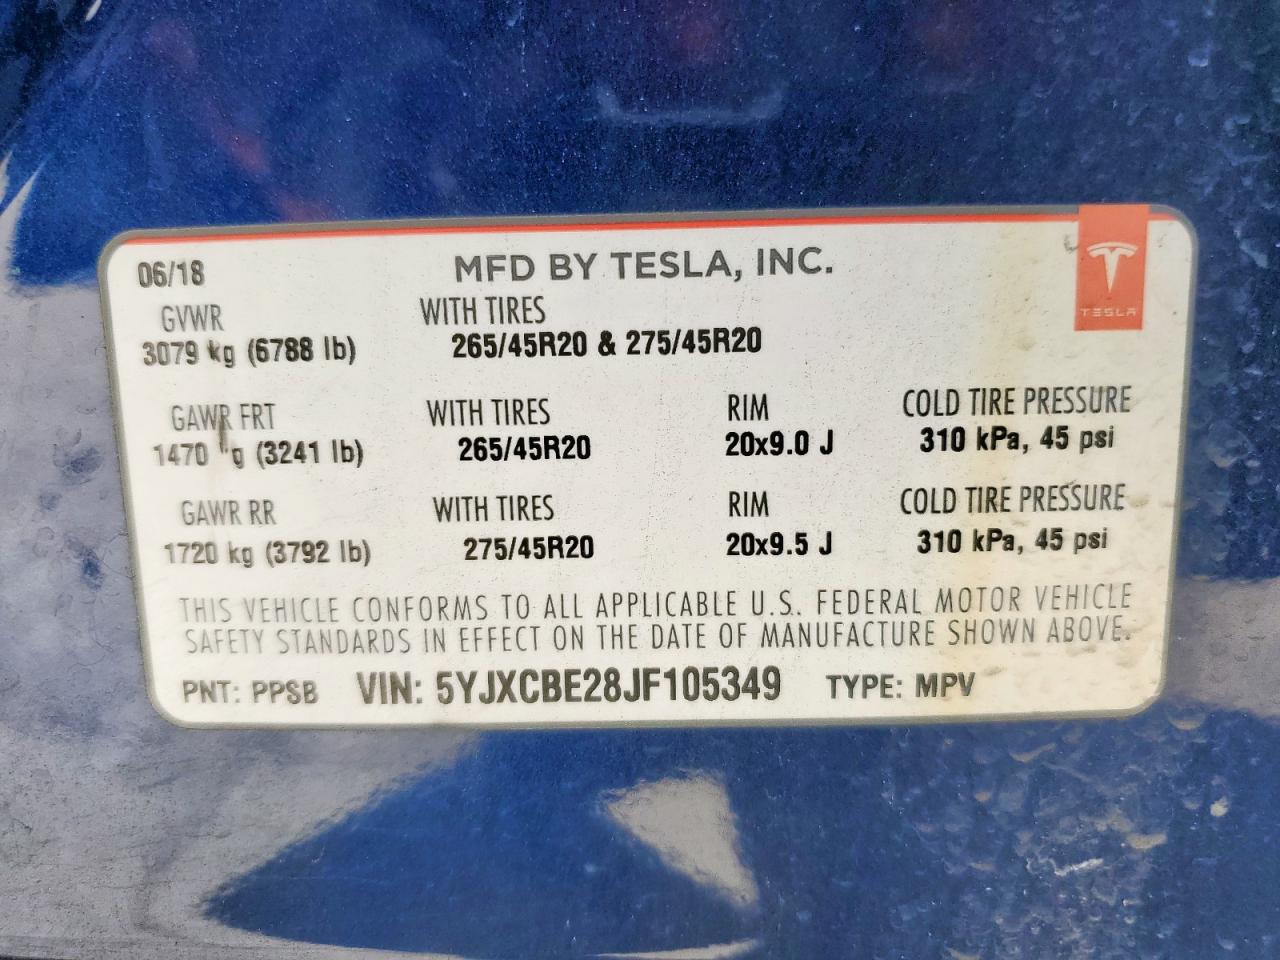 06/18 MFD BY TESLA, INC.
TESLA
GVWR WITH TIRES
3079 kg (6788 lb) 265/45R20 & 275/45R20
GAWR FRT WITH TIRES RIM COLD TIRE PRESSURE
1470 kg (3241 lb) 265/45R20 20x9.0 J 310 kPa, 45 psi
GAWR RR WITH TIRES RIM COLD TIRE PRESSURE
1720 kg (3792 lb) 275/45R20 20x9.5 J 310 kPa, 45 psi
THIS VEHICLE CONFORMS TO ALL APPLICABLE U.S. FEDERAL MOTOR VEHICLE
SAFETY STANDARDS IN EFFECT ON THE DATE OF MANUFACTURE SHOWN ABOVE.
PNT: PPSB VIN: 5YJXCBE28JF105349 TYPE: MPV